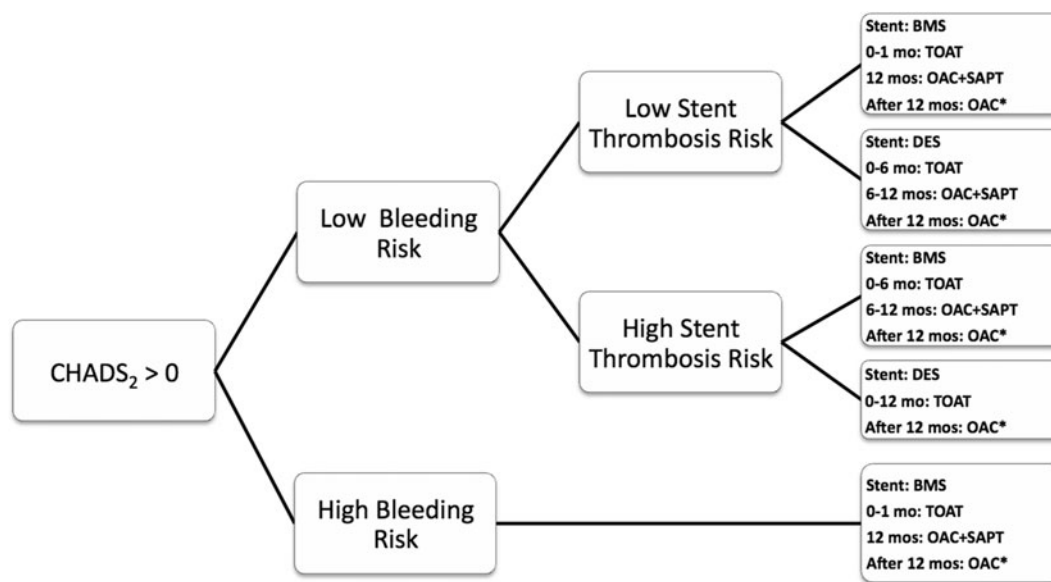 CHADS₂ > 0
Low Bleeding
Risk
High Bleeding
Risk
Low Stent
Thrombosis Risk
High Stent
Thrombosis Risk
Stent: BMS
0-1 mo: TOAT
12 mos: OAC+SAPT
After 12 mos: OAC*
Stent: DES
0-6 mo: TOAT
6-12 mos: OAC+SAPT
After 12 mos: OAC*
Stent: BMS
0-6 mo: TOAT
6-12 mos: OAC+SAPT
After 12 mos: OAC*
Stent: DES
0-12 mo: TOAT
After 12 mos: OAC*
Stent: BMS
0-1 mo: TOAT
12 mos: OAC+SAPT
After 12 mos: OAC*